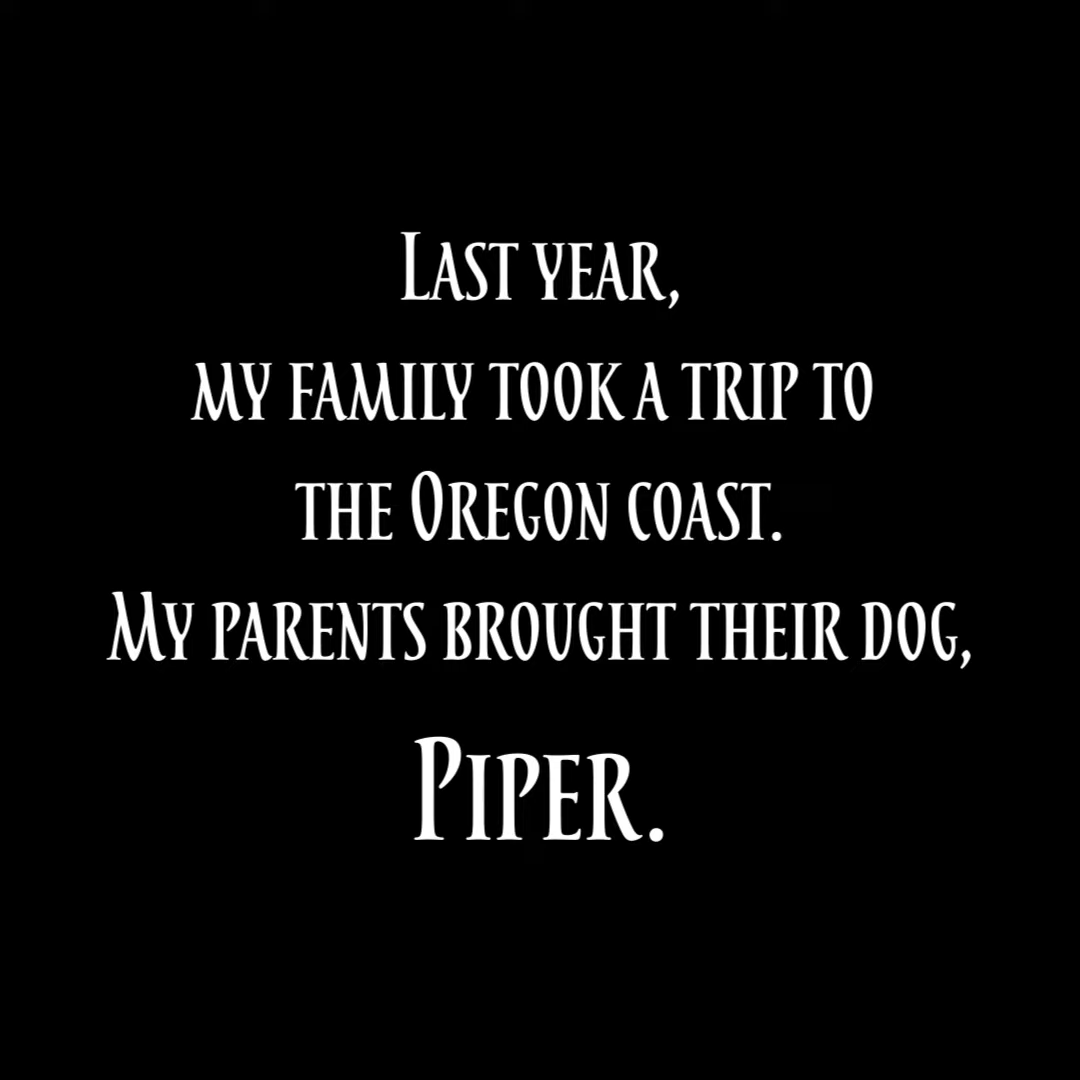 Last year,
my family took a trip to
the Oregon coast.
My parents brought their dog,
Piper.